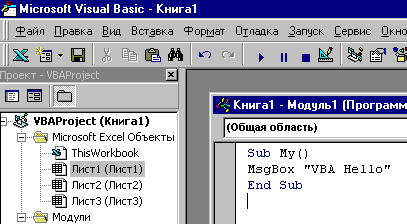 Microsoft Visual Basic - Книга1
Файл Правка Вид Вставка Формат Отладка Запуск Сервис
Проект - VBAProject
VBAProject (Книга1)
Microsoft Excel Объекты
ThisWorkbook
Лист1 (Лист1)
Лист2 (Лист2)
Лист3 (Лист3)
Модули
Книга1 - Модуль1 (Программ
(Общая область)
Sub My()
MsgBox "VBA Hello"
End Sub